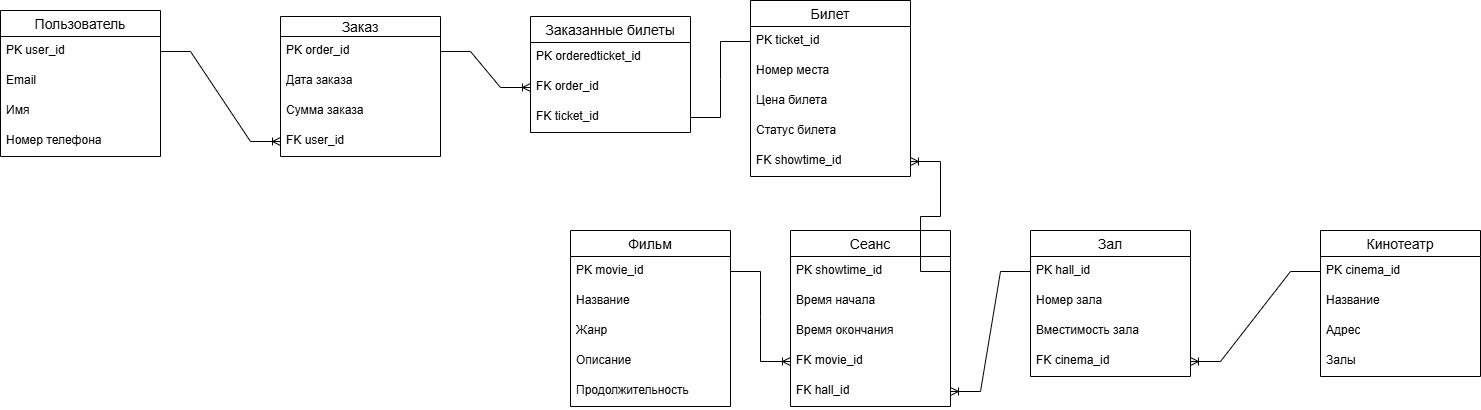 Пользователь
PK user_id
Email
Имя
Номер телефона
Заказ
PK order_id
Дата заказа
Сумма заказа
FK user_id
Заказанные билеты
PK orderedticket_id
FK order_id
FK ticket_id
Билет
PK ticket_id
Номер места
Цена билета
Статус билета
FK showtime_id
Фильм
PK movie_id
Название
Жанр
Описание
Продолжительность
Сеанс
PK showtime_id
Время начала
Время окончания
FK movie_id
FK hall_id
Зал
PK hall_id
Номер зала
Вместимость зала
FK cinema_id
Кинотеатр
PK cinema_id
Название
Адрес
Залы